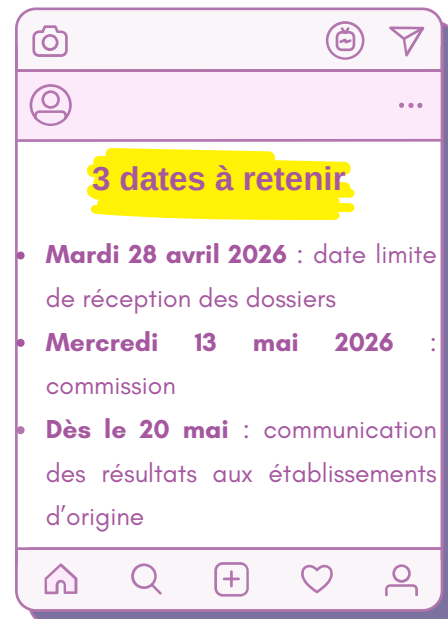 3 dates à retenir
• Mardi 28 avril 2026 : date limite
de réception des dossiers
• Mercredi 13 mai 2026 :
commission
• Dès le 20 mai : communication
des résultats aux établissements
d'origine